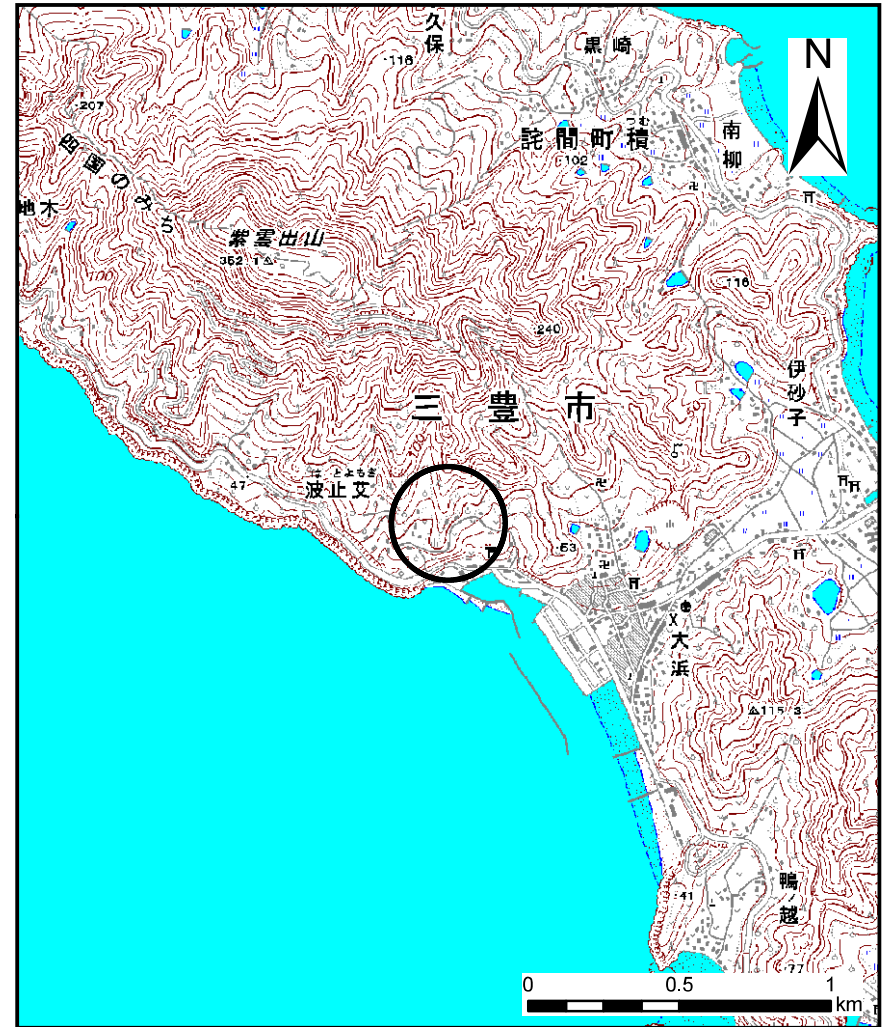 久保
・116
黒崎
N
・207
つむ
詫間町積
102
南柳
四国のみち
地木
紫雲出山
352.1
100
・116
・240
伊砂子
三豊市
はとよもぎ
波止艾
・47
・53
大浜
115.3
鴨ノ越
・41
・77
0 0.5 1
km